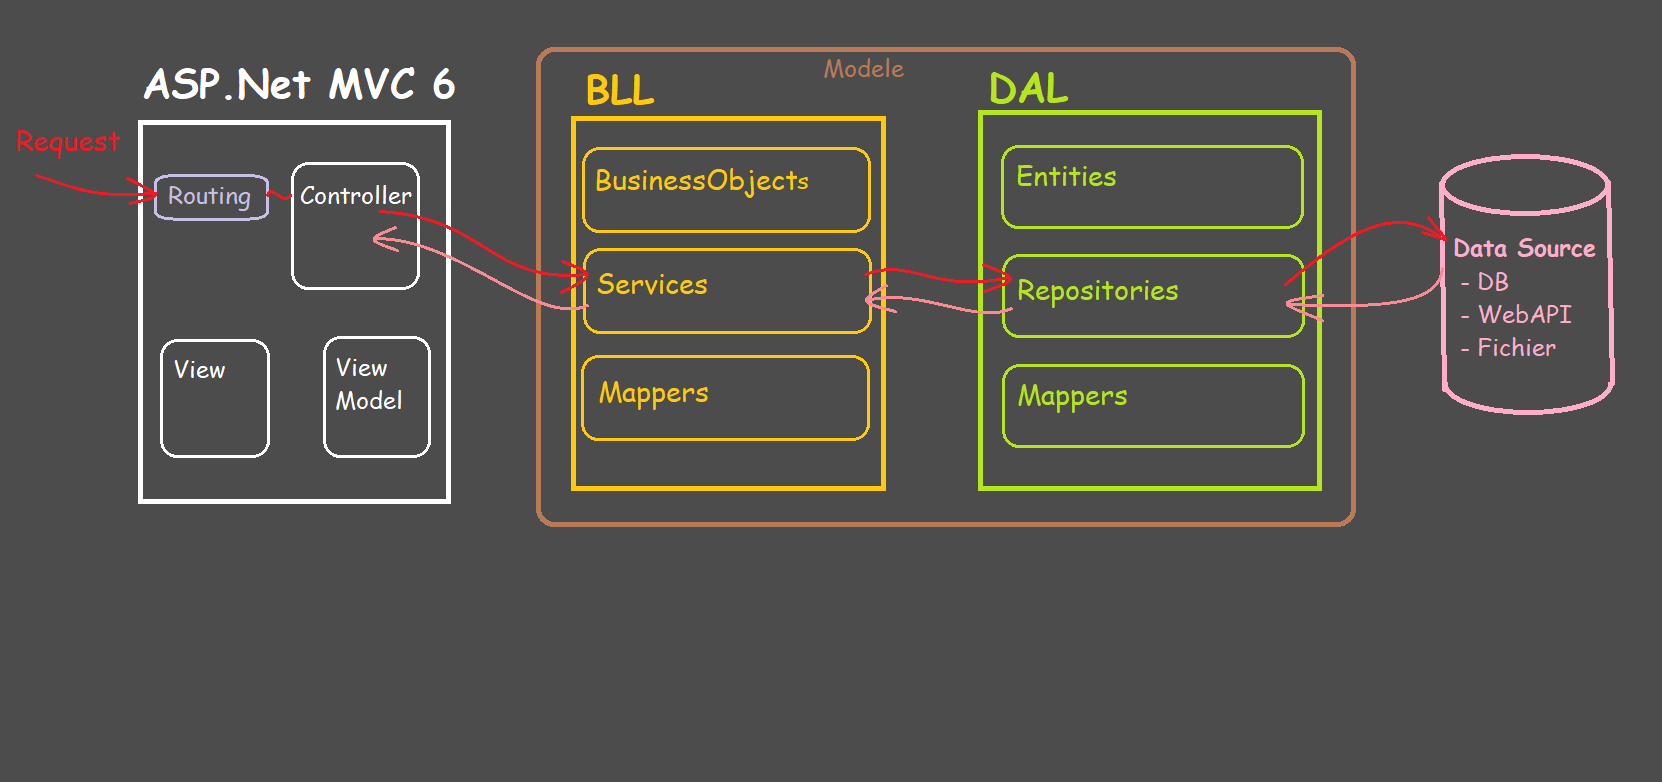 ASP.Net MVC 6
Request
Routing
Controller
View
View
Model
Modele
BLL
BusinessObjects
Services
Mappers
DAL
Entities
Repositories
Mappers
Data Source
- DB
- WebAPI
- Fichier